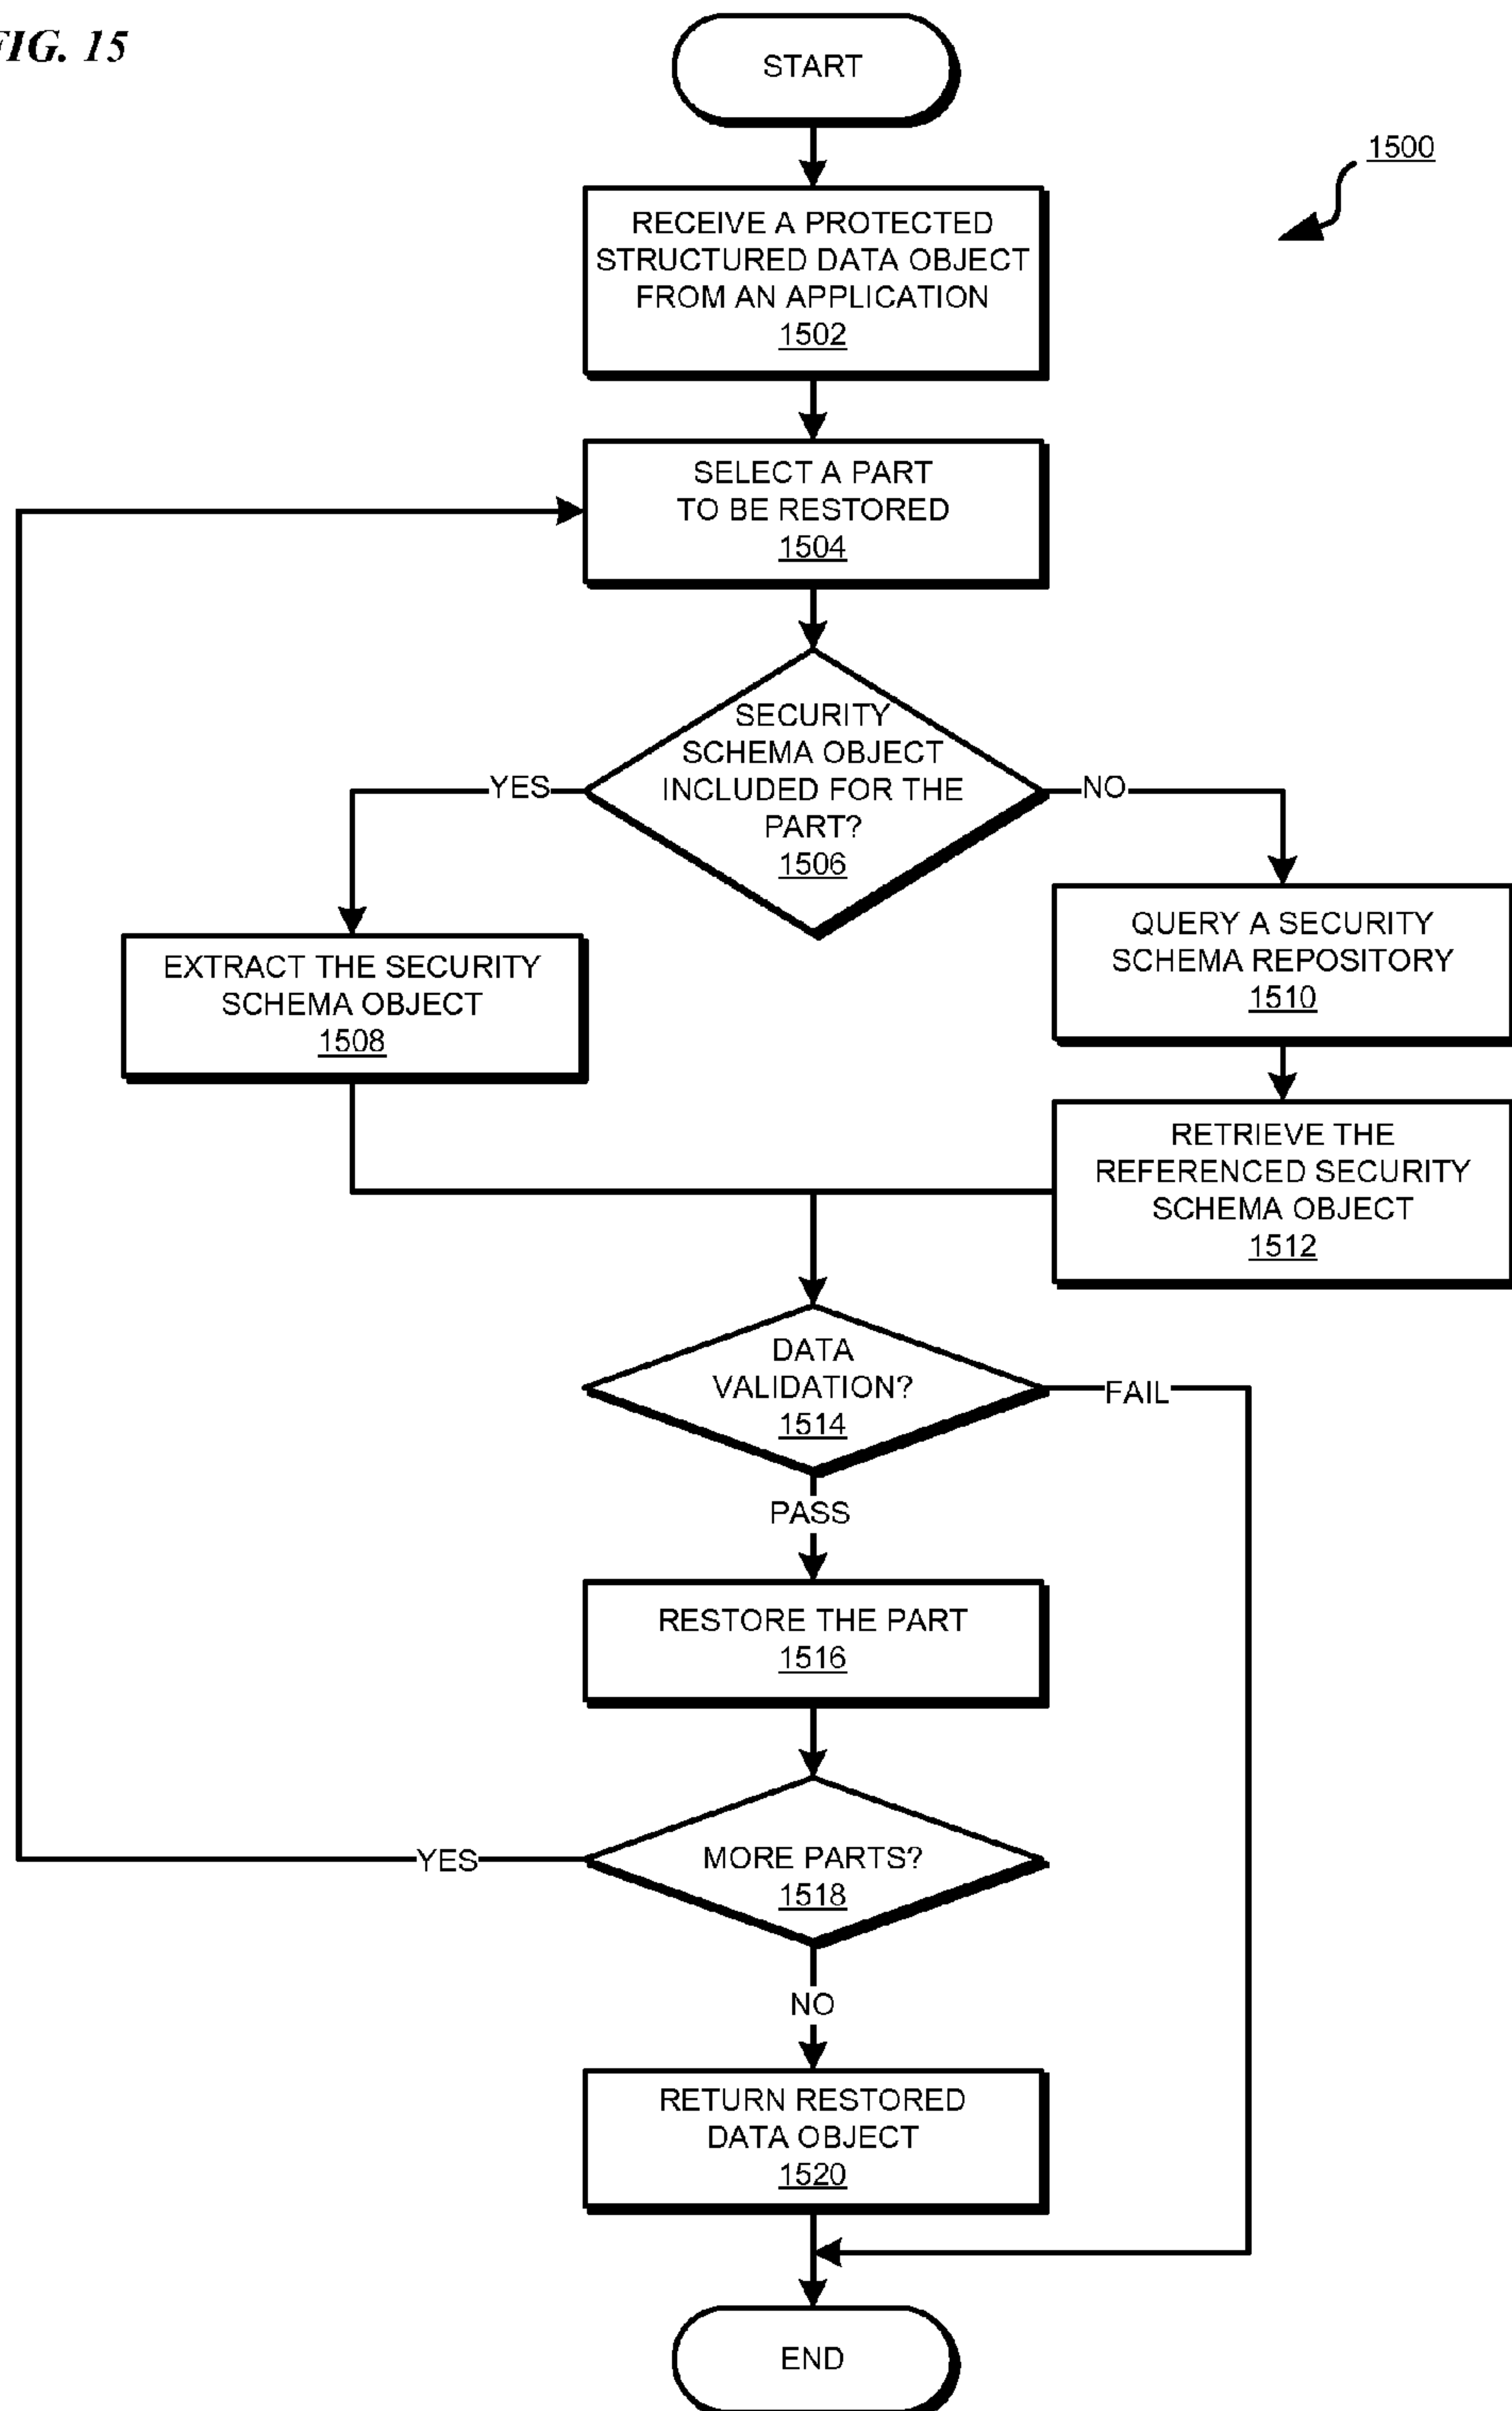 FIG. 15
START
1500
RECEIVE A PROTECTED
STRUCTURED DATA OBJECT
FROM AN APPLICATION
1502
SELECT A PART
TO BE RESTORED
1504
SECURITY
SCHEMA OBJECT
INCLUDED FOR THE
PART?
1506
YES
NO
EXTRACT THE SECURITY
SCHEMA OBJECT
1508
QUERY A SECURITY
SCHEMA REPOSITORY
1510
RETRIEVE THE
REFERENCED SECURITY
SCHEMA OBJECT
1512
DATA
VALIDATION?
1514
FAIL
PASS
RESTORE THE PART
1516
MORE PARTS?
1518
YES
NO
RETURN RESTORED
DATA OBJECT
1520
END